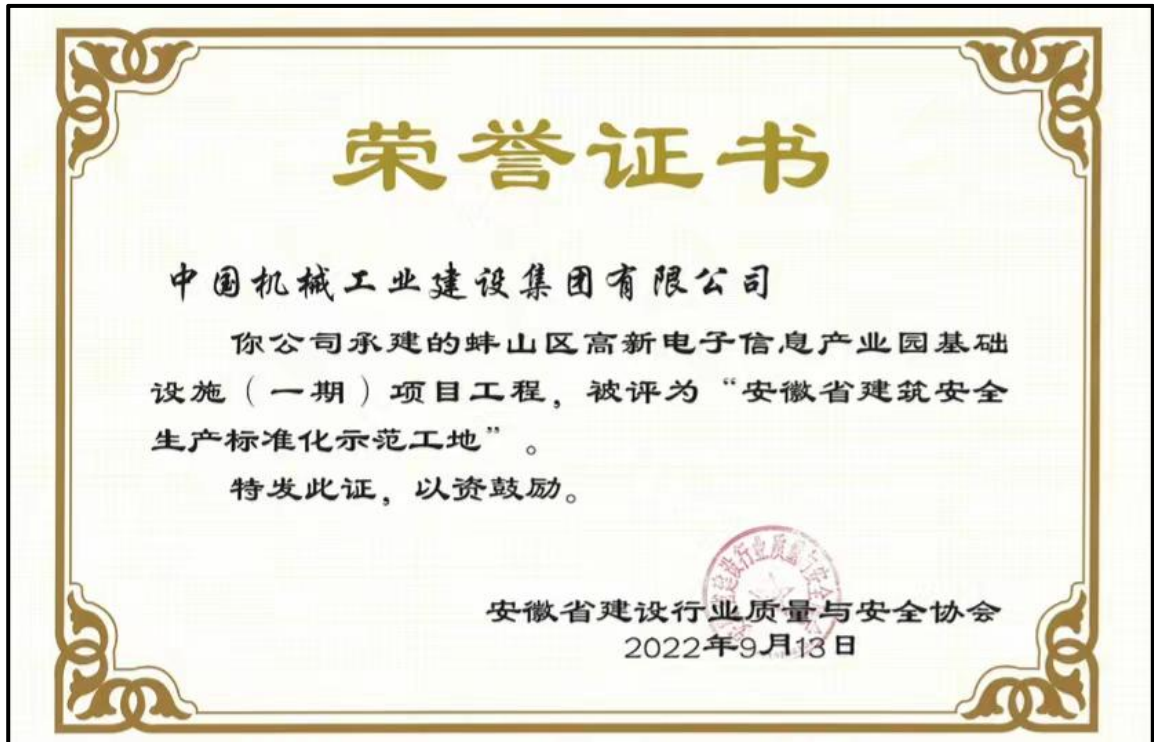 荣誉证书
中国机械工业建设集团有限公司
你公司承建的蚌山区高新电子信息产业园基础
设施（一期）项目工程，被评为“安徽省建筑安全
生产标准化示范工地”。
特发此证，以资鼓励。
安徽省建设行业质量与安全协会
2022年9月13日